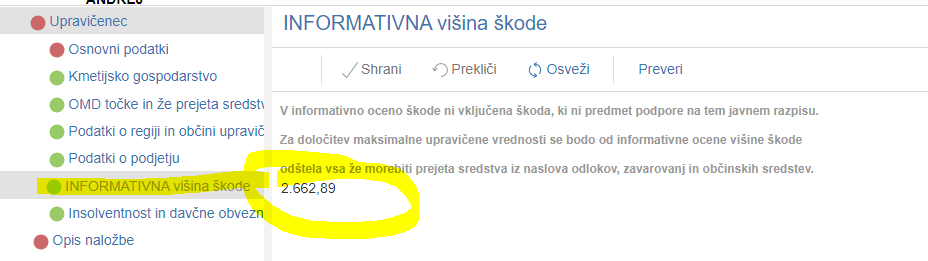 ANDREJ
Upravičenec
Osnovni podatki
Kmetijsko gospodarstvo
OMD točke in že prejeta sredstv
Podatki o regiji in občini upravič
Podatki o podjetju
INFORMATIVNA višina škode
Insolventnost in davčne obvezn
Opis naložbe
INFORMATIVNA višina škode
Shrani Prekliči Osveži Preveri
V informativno oceno škode ni vključena škoda, ki ni predmet podpore na tem javnem razpisu.
Za določitev maksimalne upravičene vrednosti se bodo od informativne ocene višine škode
odštela vsa že morebiti prejeta sredstva iz naslova odlokov, zavarovanj in občinskih sredstev.
2.662,89